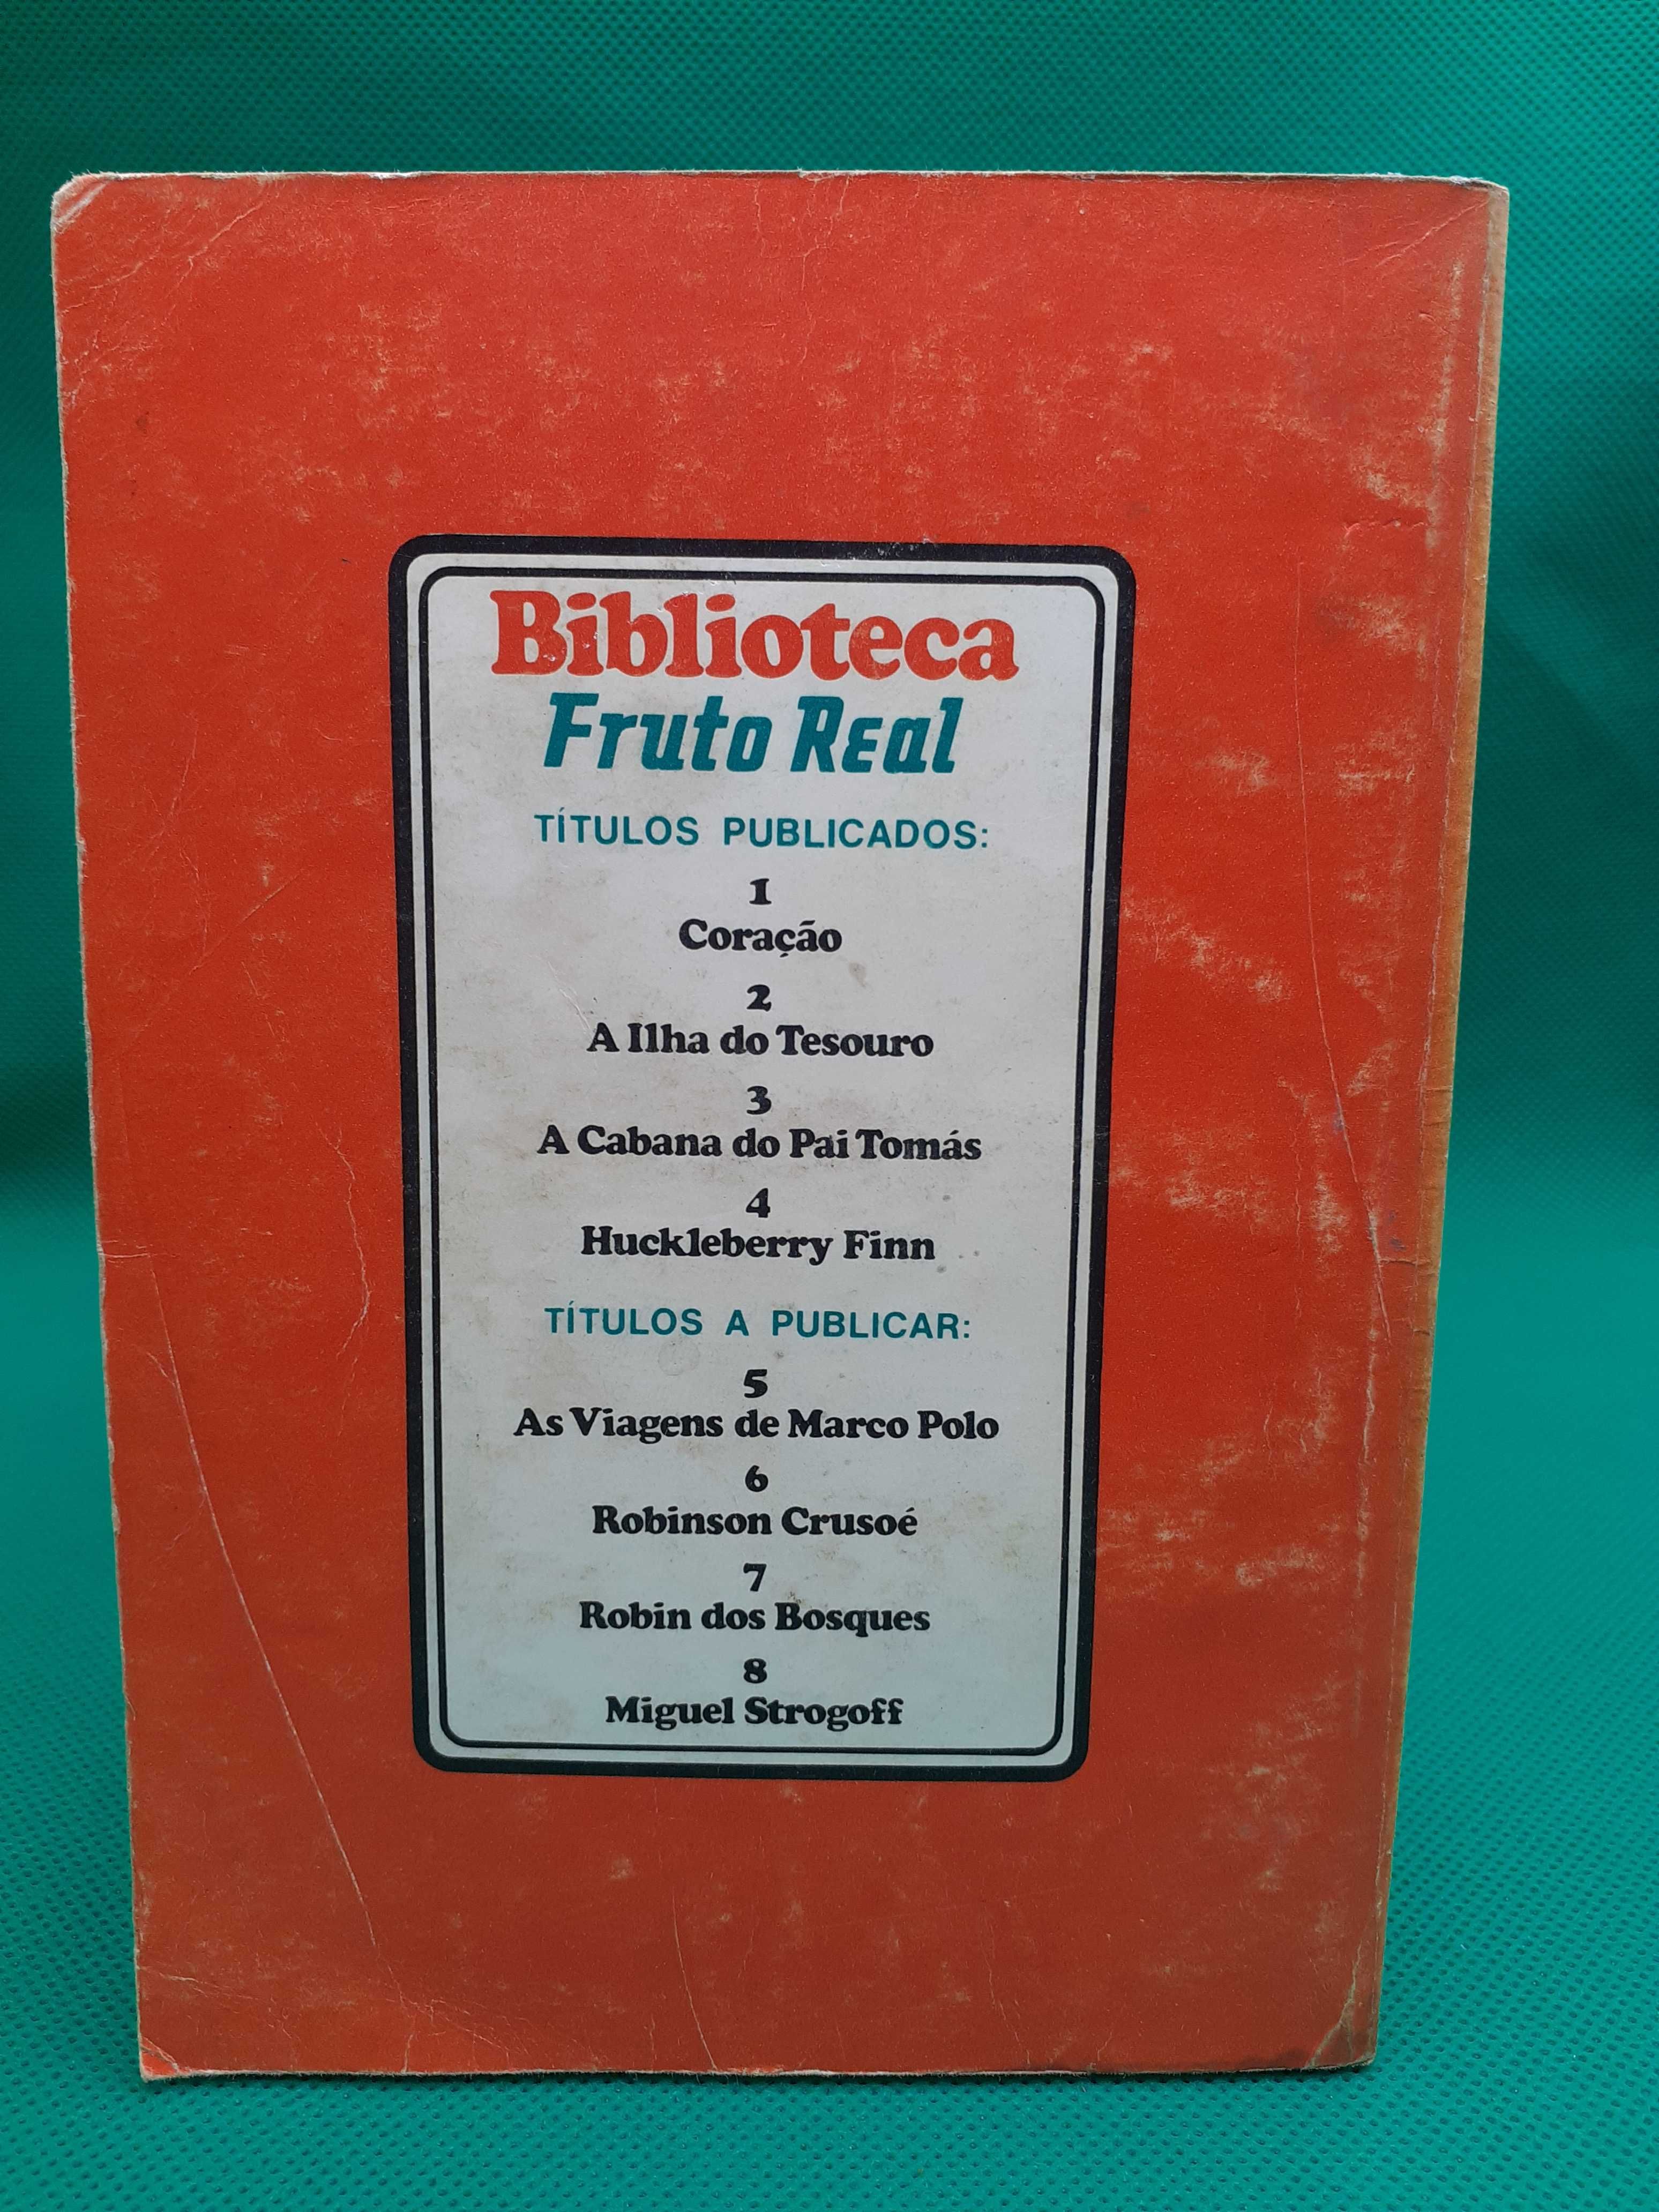 Biblioteca
Fruto Real
TÍTULOS PUBLICADOS:
1
Coração
2
A Ilha do Tesouro
3
A Cabana do Pai Tomás
4
Huckleberry Finn
TÍTULOS A PUBLICAR:
5
As Viagens de Marco Polo
6
Robinson Crusoé
7
Robin dos Bosques
8
Miguel Strogoff